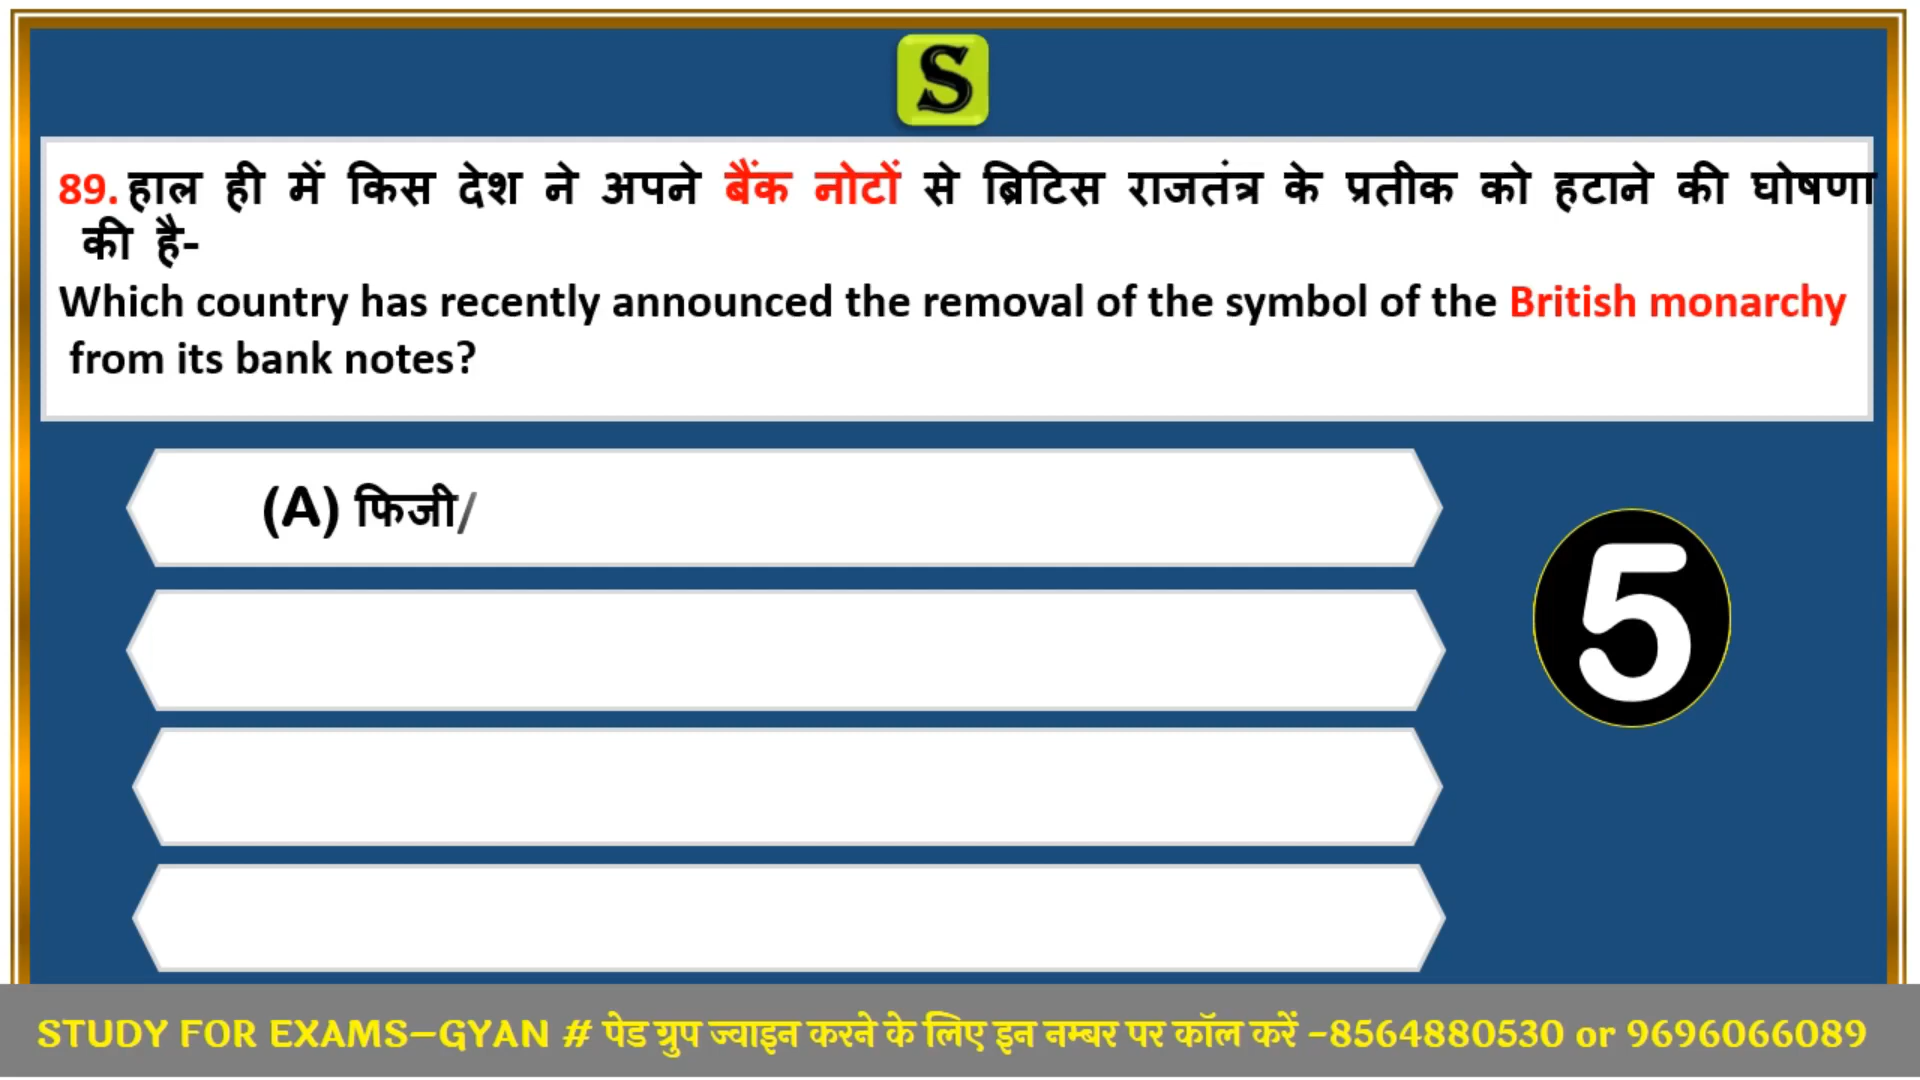 S
89. हाल ही में किस देश ने अपने बैंक नोटों से ब्रिटिस राजतंत्र के प्रतीक को हटाने की घोषणा
की है-
Which country has recently announced the removal of the symbol of the British monarchy
from its bank notes?
(A) फिजी/
5
STUDY FOR EXAMS–GYAN # पेड ग्रुप ज्वाइन करने के लिए इन नम्बर पर कॉल करें -8564880530 or 9696066089